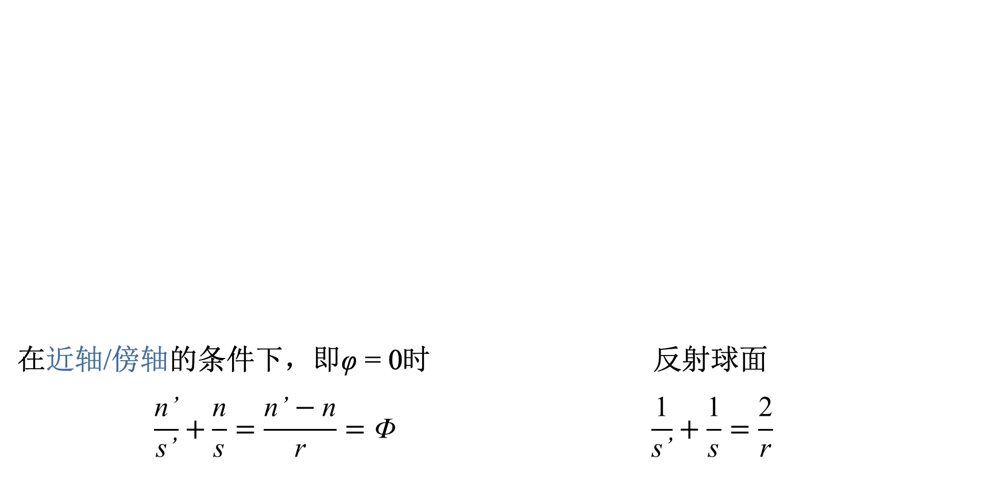 在近轴/傍轴的条件下，即φ = 0时
n’/s’ + n/s = (n’ − n)/r = Φ
反射球面
1/s’ + 1/s = 2/r